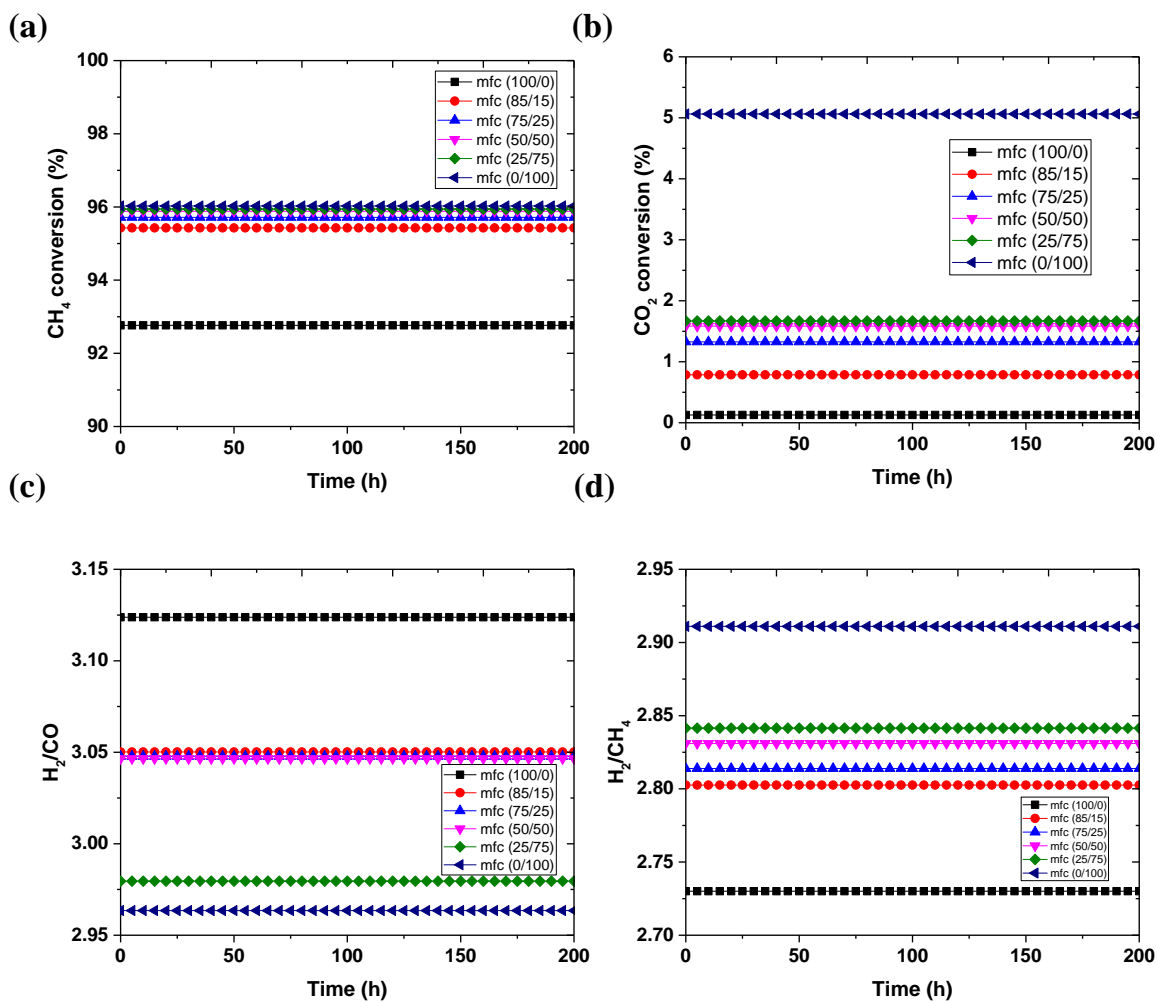 (a)
100
98
96
94
92
90
CH4 conversion (%)
0 50 100 150 200
Time (h)
mfc (100/0)
mfc (85/15)
mfc (75/25)
mfc (50/50)
mfc (25/75)
mfc (0/100)
(b)
6
5
4
3
2
1
0
CO2 conversion (%)
0 50 100 150 200
Time (h)
mfc (100/0)
mfc (85/15)
mfc (75/25)
mfc (50/50)
mfc (25/75)
mfc (0/100)
(c)
3.15
3.10
3.05
3.00
2.95
H2/CO
0 50 100 150 200
Time (h)
mfc (100/0)
mfc (85/15)
mfc (75/25)
mfc (50/50)
mfc (25/75)
mfc (0/100)
(d)
2.95
2.90
2.85
2.80
2.75
2.70
H2/CH4
0 50 100 150 200
Time (h)
mfc (100/0)
mfc (85/15)
mfc (75/25)
mfc (50/50)
mfc (25/75)
mfc (0/100)